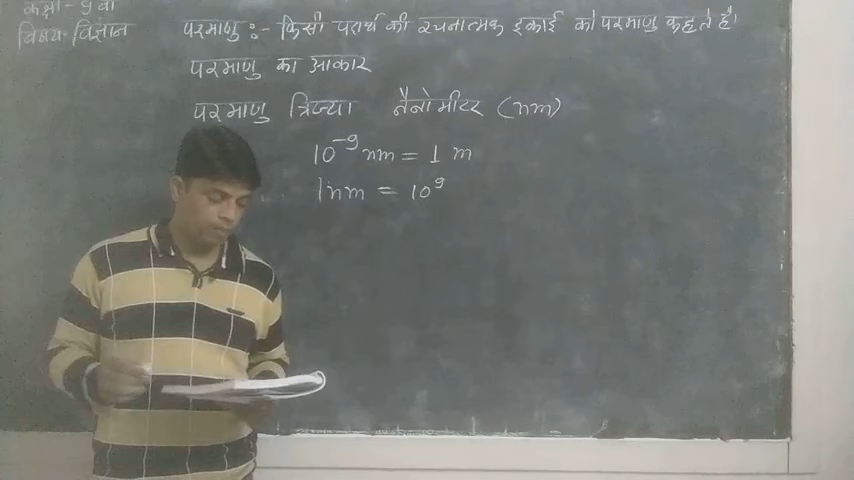 कक्षा - 9वीं
विषय - विज्ञान
परमाणु :- किसी पदार्थ की रचनात्मक इकाई को परमाणु कहते है।
परमाणु का आकार
परमाणु त्रिज्या नैनोमीटर (nm)
10⁻⁹ nm = 1 m
1nm = 10⁹